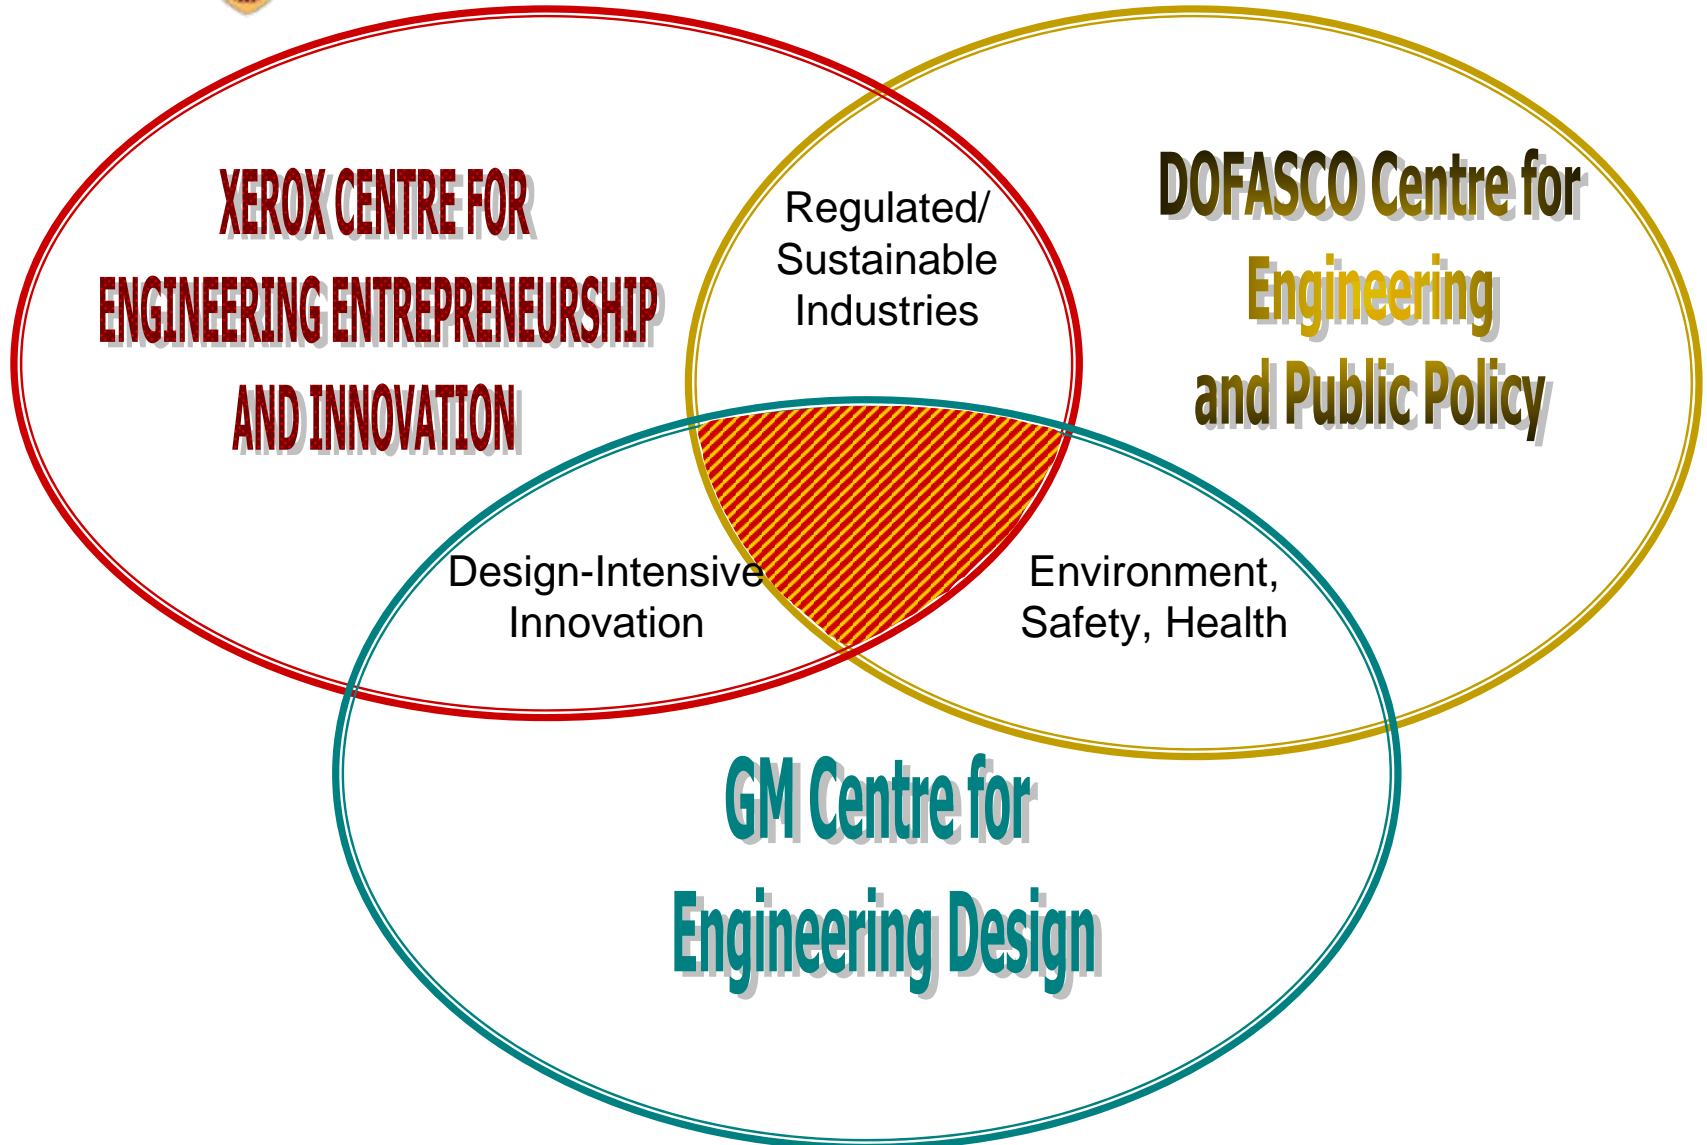 XEROX CENTRE FOR
ENGINEERING ENTREPRENEURSHIP
AND INNOVATION
Regulated/
Sustainable
Industries
DOFASCO Centre for
Engineering
and Public Policy
Design-Intensive
Innovation
Environment,
Safety, Health
GM Centre for
Engineering Design